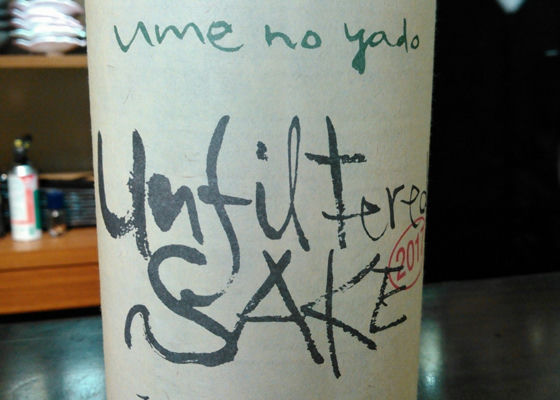 ume no yado
Unfiltered
SAKE